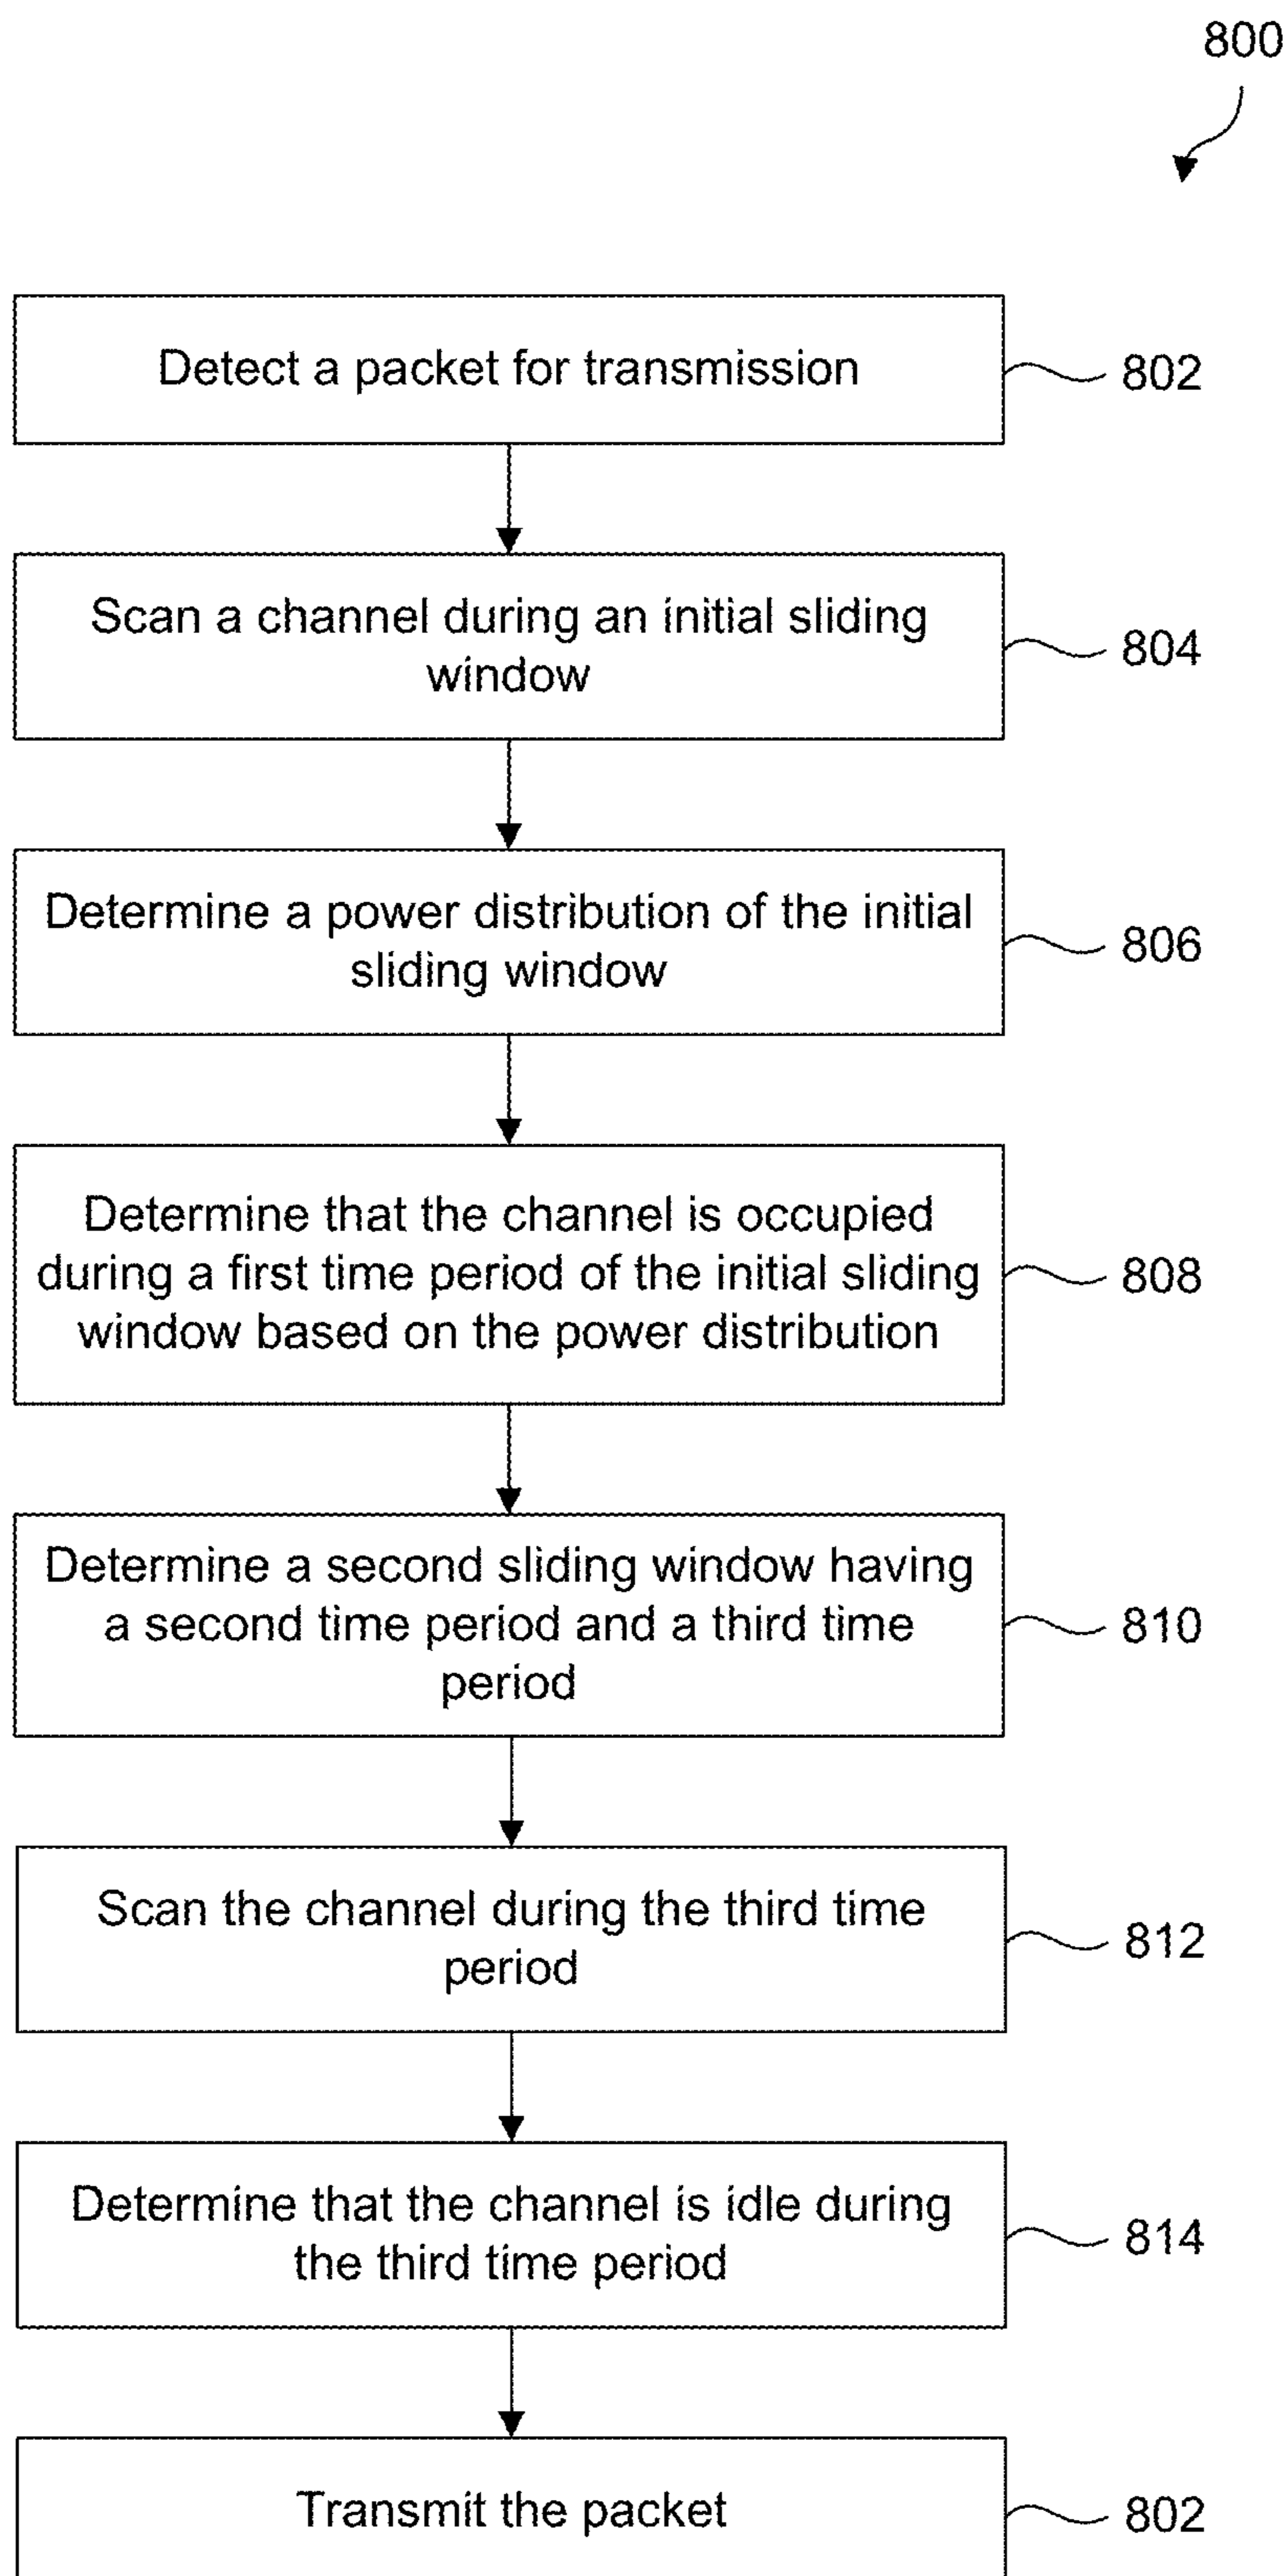 800
Detect a packet for transmission
802
Scan a channel during an initial sliding
window
804
Determine a power distribution of the initial
sliding window
806
Determine that the channel is occupied
during a first time period of the initial sliding
window based on the power distribution
808
Determine a second sliding window having
a second time period and a third time
period
810
Scan the channel during the third time
period
812
Determine that the channel is idle during
the third time period
814
Transmit the packet
802